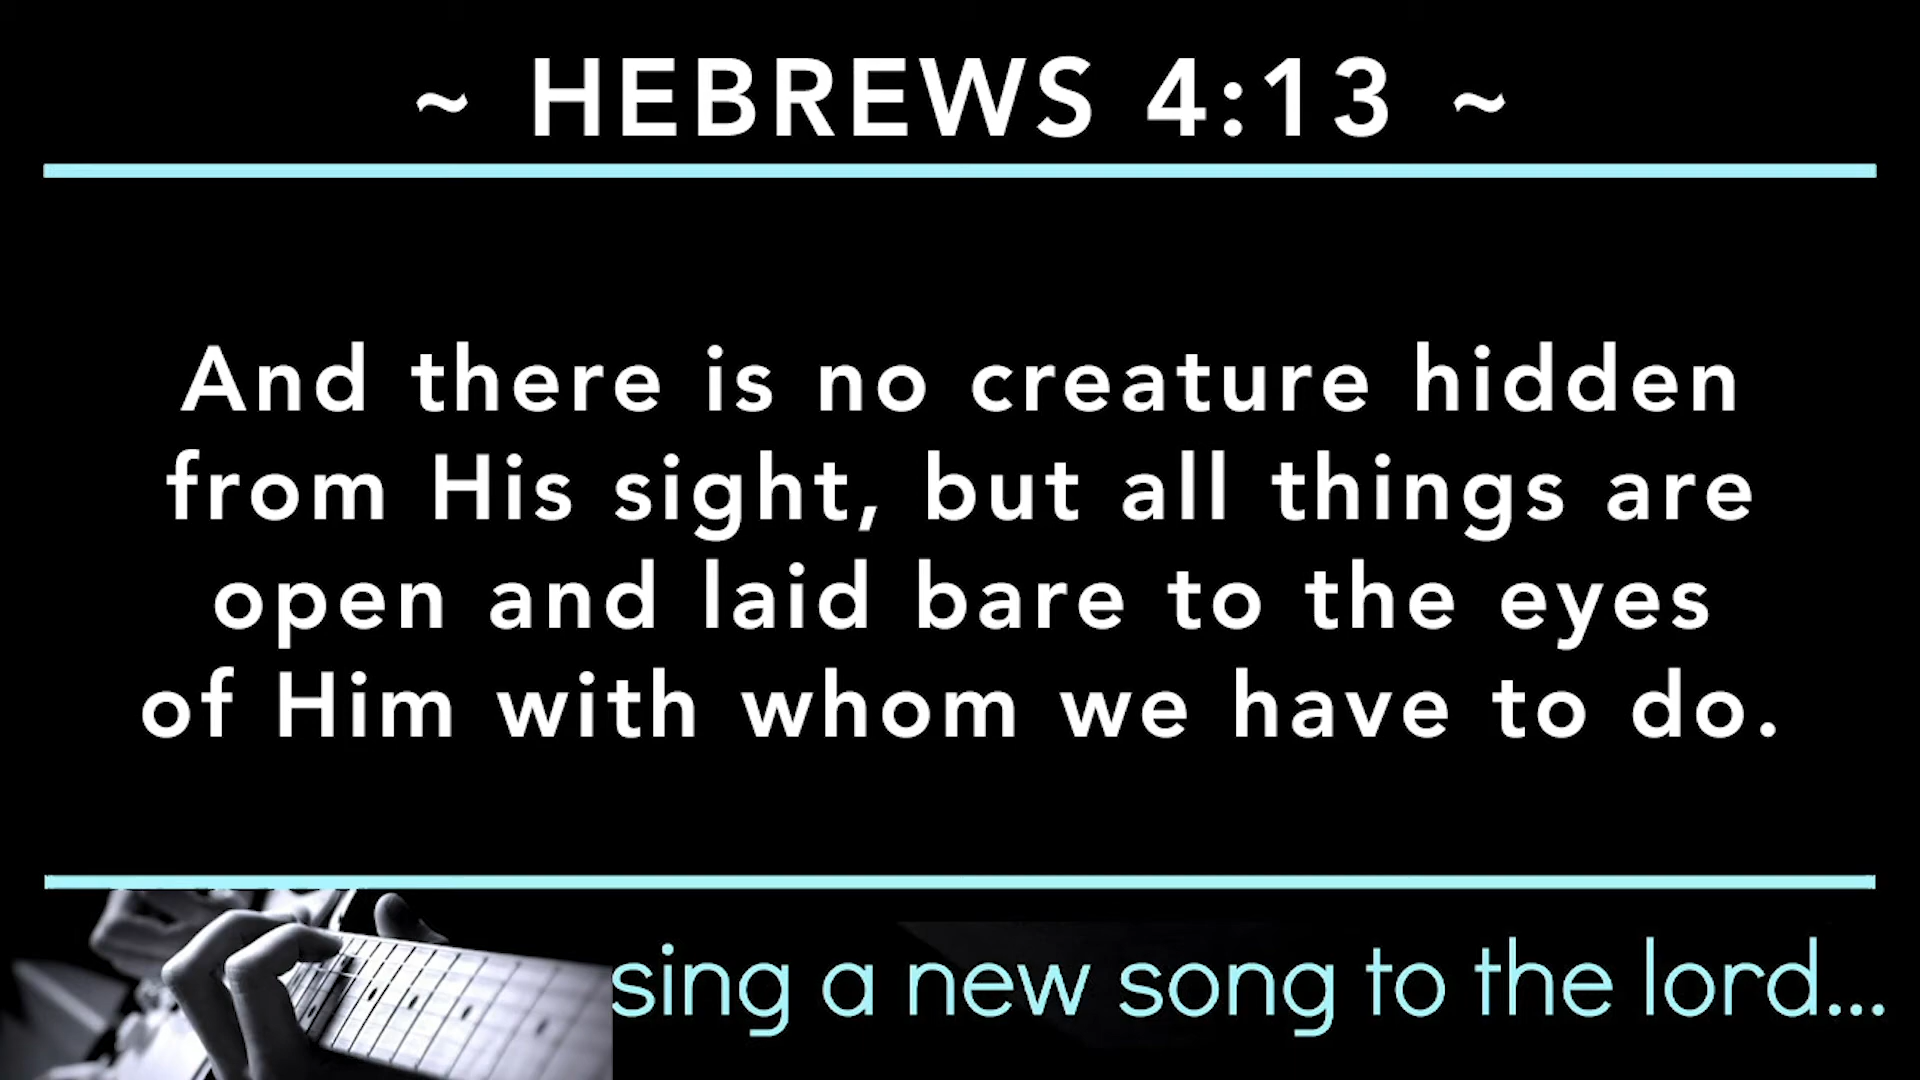 ~ HEBREWS 4:13 ~
And there is no creature hidden
from His sight, but all things are
open and laid bare to the eyes
of Him with whom we have to do.
sing a new song to the lord...